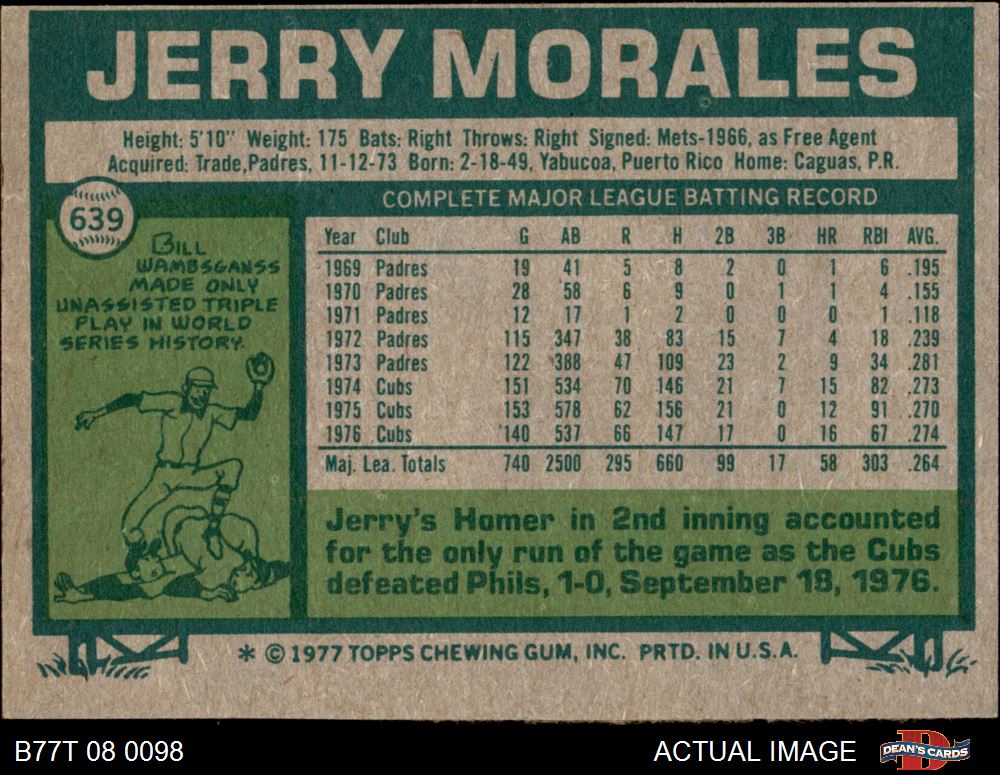 JERRY MORALES
Height: 5'10" Weight: 175 Bats: Right Throws: Right Signed: Mets-1966, as Free Agent
Acquired: Trade,Padres, 11-12-73 Born: 2-18-49, Yabucoa, Puerto Rico Home: Caguas, P.R.
639
BILL
WAMBSGANSS
MADE ONLY
UNASSISTED TRIPLE
PLAY IN WORLD
SERIES HISTORY.
COMPLETE MAJOR LEAGUE BATTING RECORD
Year Club G AB R H 2B 3B HR RBI AVG.
1969 Padres 19 41 5 8 2 0 1 6 .195
1970 Padres 28 58 6 9 0 1 1 4 .155
1971 Padres 12 17 1 2 0 0 0 1 .118
1972 Padres 115 347 38 83 15 7 4 18 .239
1973 Padres 122 388 47 109 23 2 9 34 .281
1974 Cubs 151 534 70 146 21 7 15 82 .273
1975 Cubs 153 578 62 156 21 0 12 91 .270
1976 Cubs 140 537 66 147 17 0 16 67 .274
Maj. Lea. Totals 740 2500 295 660 99 17 58 303 .264
Jerry's Homer in 2nd inning accounted
for the only run of the game as the Cubs
defeated Phils, 1-0, September 18, 1976.
* © 1977 TOPPS CHEWING GUM, INC. PRTD. IN U.S.A.
B77T 08 0098
ACTUAL IMAGE
D
DEAN'S CARDS